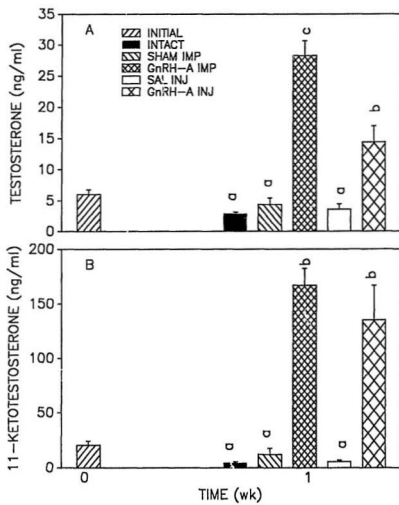 A
INITIAL
INTACT
SHAM IMP
GnRH-A IMP
SAL INJ
GnRH-A INJ
TESTOSTERONE (ng/ml)
35
30
25
20
15
10
5
0
a
a
c
a
b
B
11-KETOTESTOSTERONE (ng/ml)
200
150
100
50
0
a
a
b
a
b
0
1
TIME (wk)